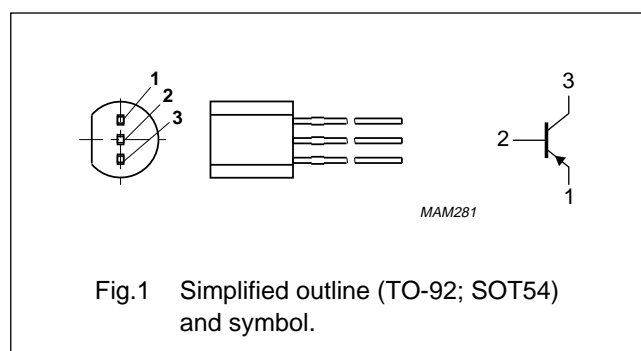 1
2
3
3
2
1
MAM281
Fig.1 Simplified outline (TO-92; SOT54)
and symbol.